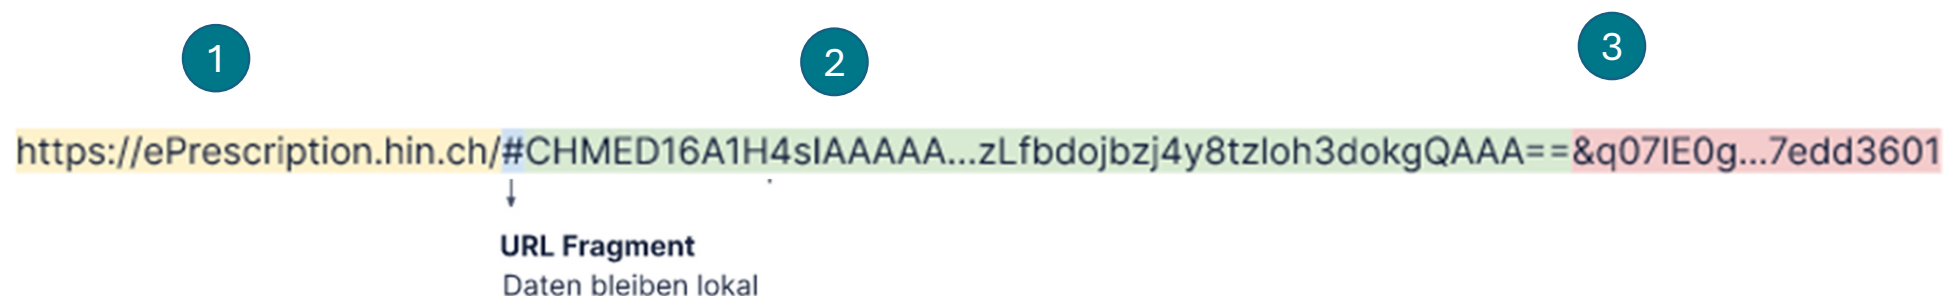 1 2 3
https://ePrescription.hin.ch/#CHMED16A1H4sIAAAAA...zLfbdojbzj4y8tzloh3dokgQAAA==&q07IE0g...7edd3601
URL Fragment
Daten bleiben lokal